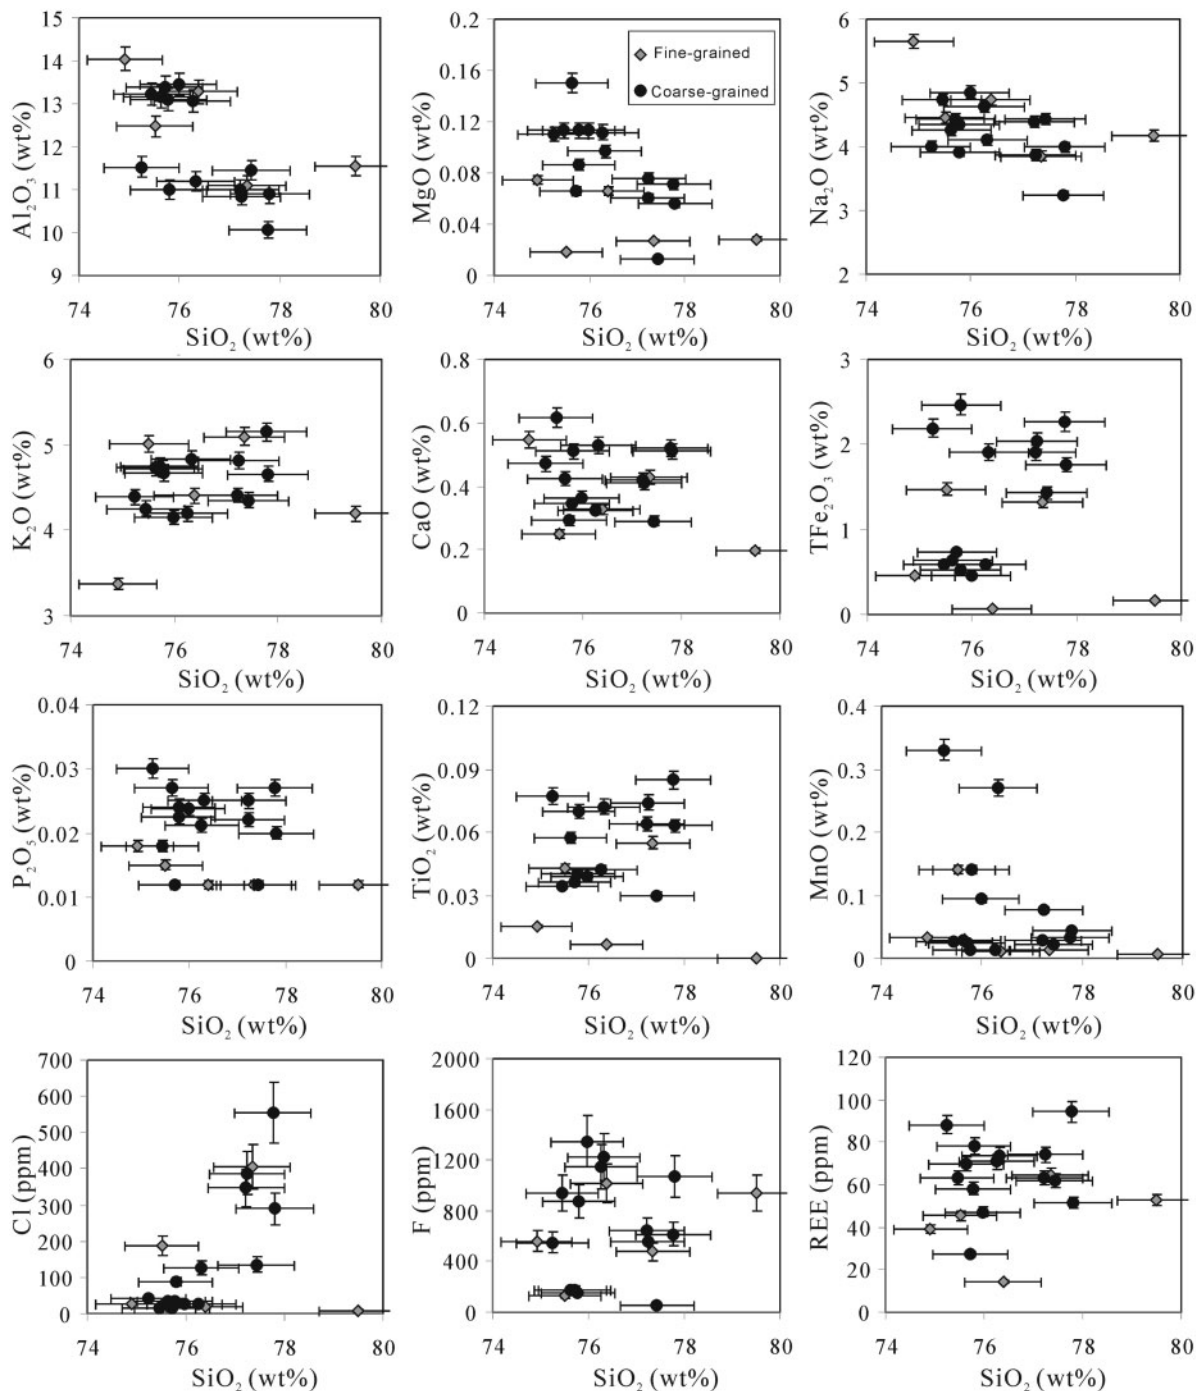 Al₂O₃ (wt%)
15
14
13
12
11
10
9
74 76 78 80
SiO₂ (wt%)
MgO (wt%)
0.2
0.16
0.12
0.08
0.04
0
74 76 78 80
SiO₂ (wt%)
Fine-grained
Coarse-grained
Na₂O (wt%)
6
5
4
3
2
74 76 78 80
SiO₂ (wt%)
K₂O (wt%)
6
5
4
3
74 76 78 80
SiO₂ (wt%)
CaO (wt%)
0.8
0.6
0.4
0.2
0
74 76 78 80
SiO₂ (wt%)
TFe₂O₃ (wt%)
3
2
1
0
74 76 78 80
SiO₂ (wt%)
P₂O₅ (wt%)
0.04
0.03
0.02
0.01
0
74 76 78 80
SiO₂ (wt%)
TiO₂ (wt%)
0.12
0.09
0.06
0.03
0
74 76 78 80
SiO₂ (wt%)
MnO (wt%)
0.4
0.3
0.2
0.1
0
74 76 78 80
SiO₂ (wt%)
Cl (ppm)
700
600
500
400
300
200
100
0
74 76 78 80
SiO₂ (wt%)
F (ppm)
2000
1600
1200
800
400
0
74 76 78 80
SiO₂ (wt%)
REE (ppm)
120
100
80
60
40
20
0
74 76 78 80
SiO₂ (wt%)